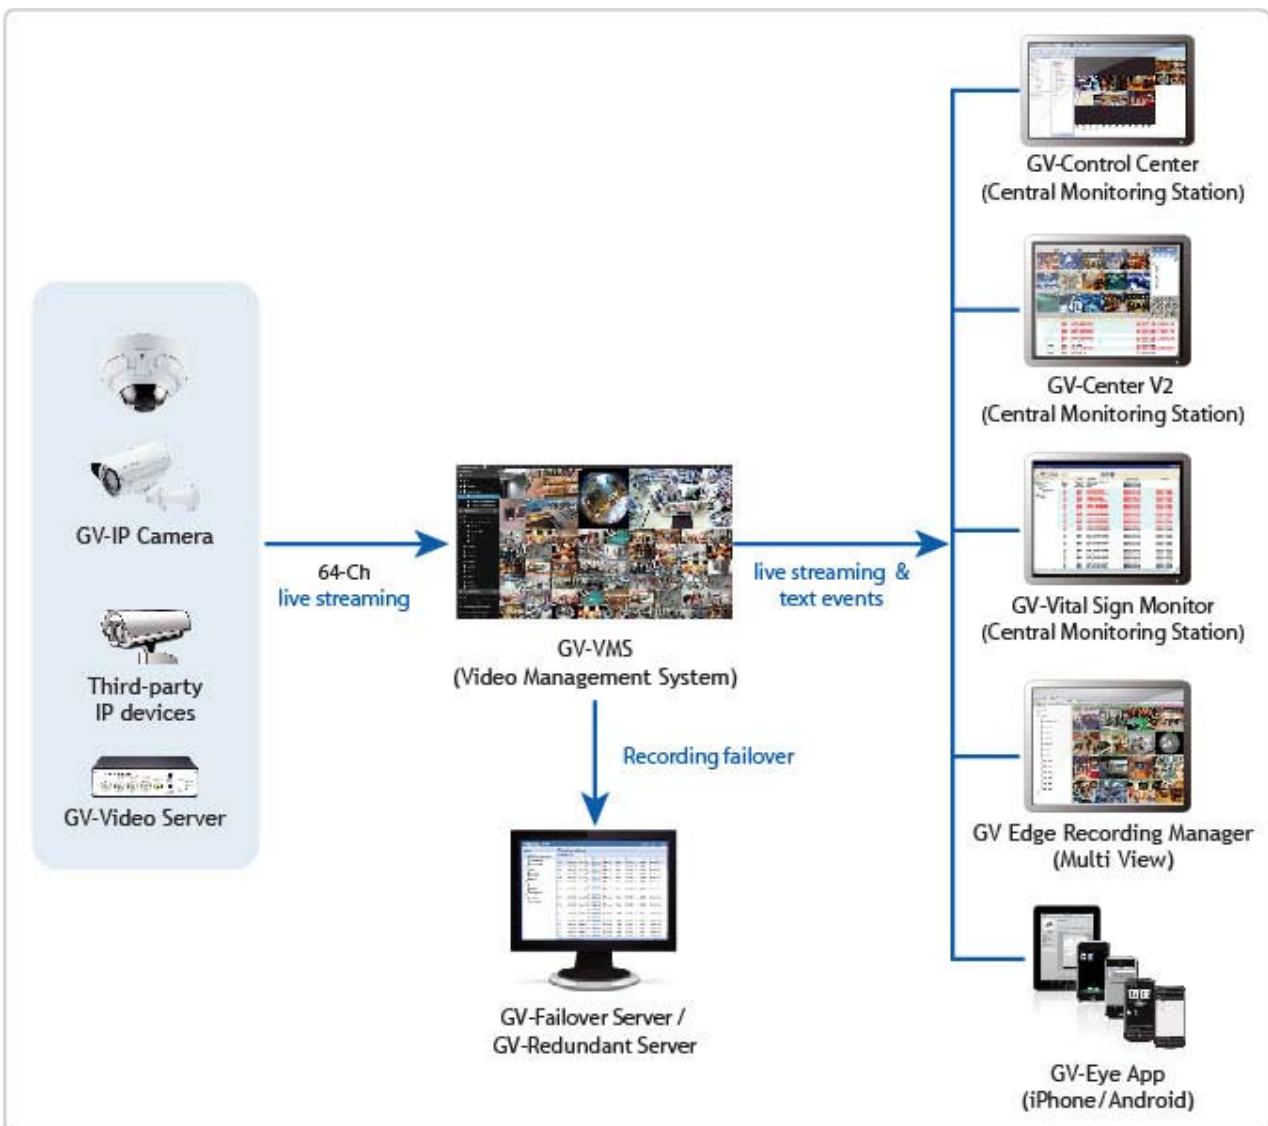 GV-IP Camera
Third-party
IP devices
GV-Video Server
64-Ch
live streaming
GV-VMS
(Video Management System)
Recording failover
GV-Failover Server /
GV-Redundant Server
live streaming &
text events
GV-Control Center
(Central Monitoring Station)
GV-Center V2
(Central Monitoring Station)
GV-Vital Sign Monitor
(Central Monitoring Station)
GV Edge Recording Manager
(Multi View)
GV-Eye App
(iPhone/Android)